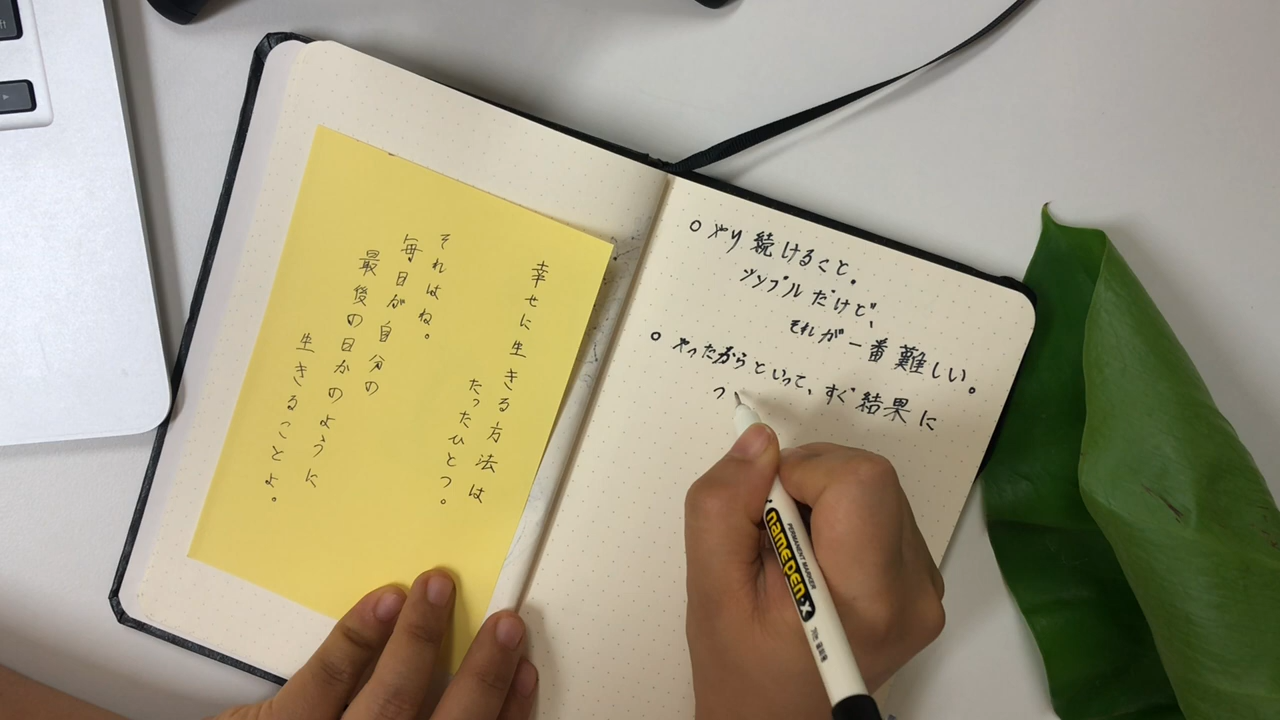 幸せに生きる方法は
たったひとつ。
それはね。
毎日が自分の
最後の日かのように
生きることよ。
○やり続けること。
シンプルだけど、
それが一番難しい。
○やったからといって、すぐ結果に
つ
PERMANENT MARKER
namePEN·X